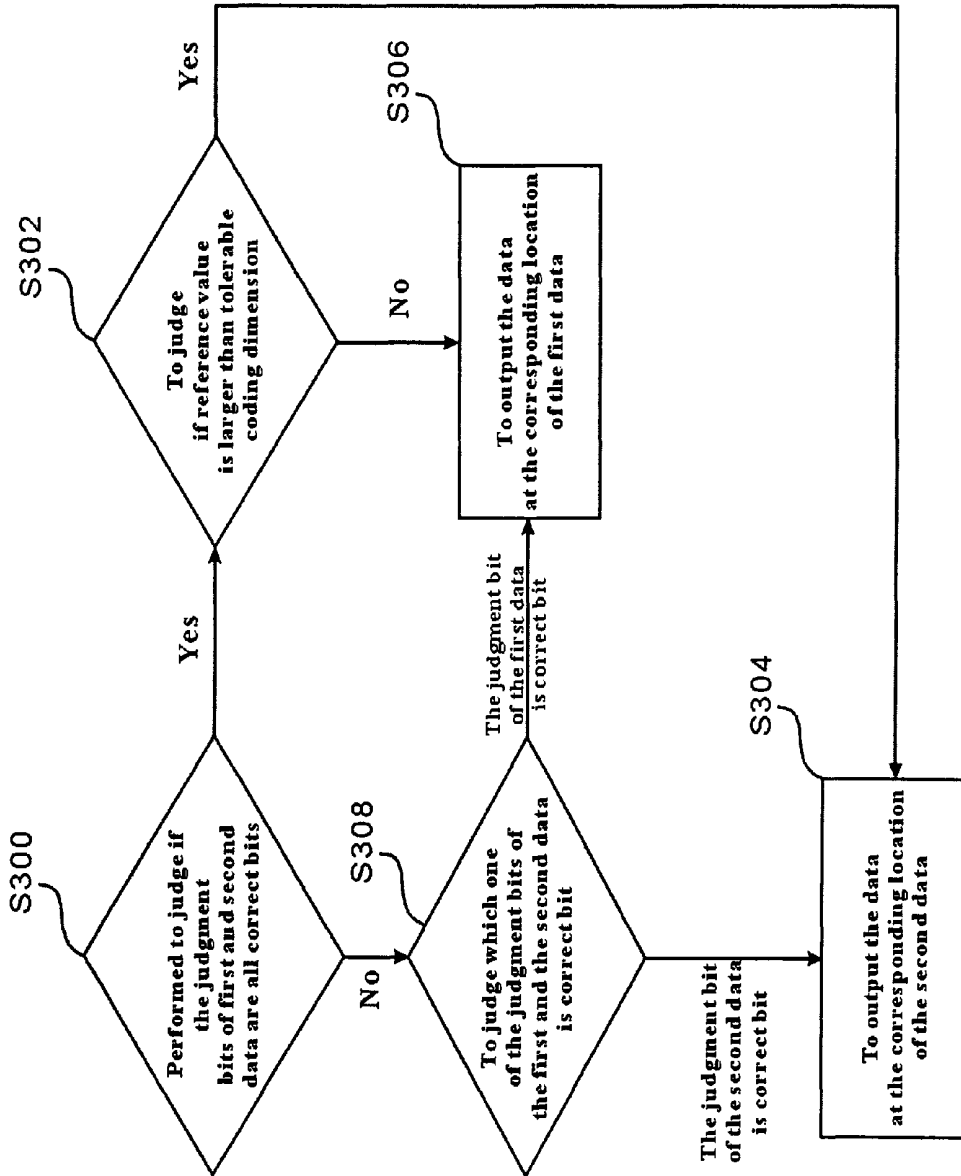 S300
Performed to judge if
the judgment
bits of first and second
data are all correct bits
Yes
S302
To judge
if reference value
is larger than tolerable
coding dimension
Yes
No
No
S308
To judge which one
of the judgment bits of
the first and the second data
is correct bit
The judgment bit
of the first data
is correct bit
S306
To output the data
at the corresponding location
of the first data
The judgment bit
of the second data
is correct bit
S304
To output the data
at the corresponding location
of the second data